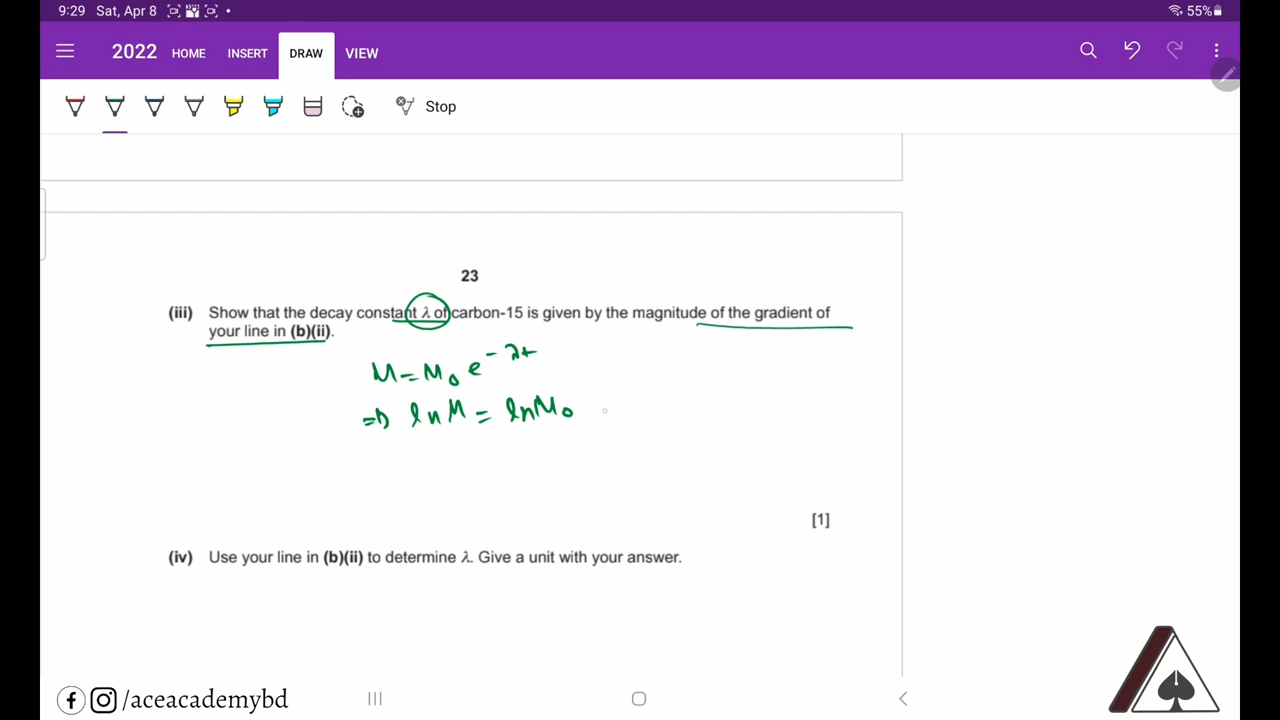 9:29 Sat, Apr 8 • 55%
2022 HOME INSERT DRAW VIEW
Stop
23
(iii) Show that the decay constant λ of carbon-15 is given by the magnitude of the gradient of
your line in (b)(ii).
M = M₀ e^-λt
=> ln M = ln M₀
[1]
(iv) Use your line in (b)(ii) to determine λ. Give a unit with your answer.
/aceacademybd